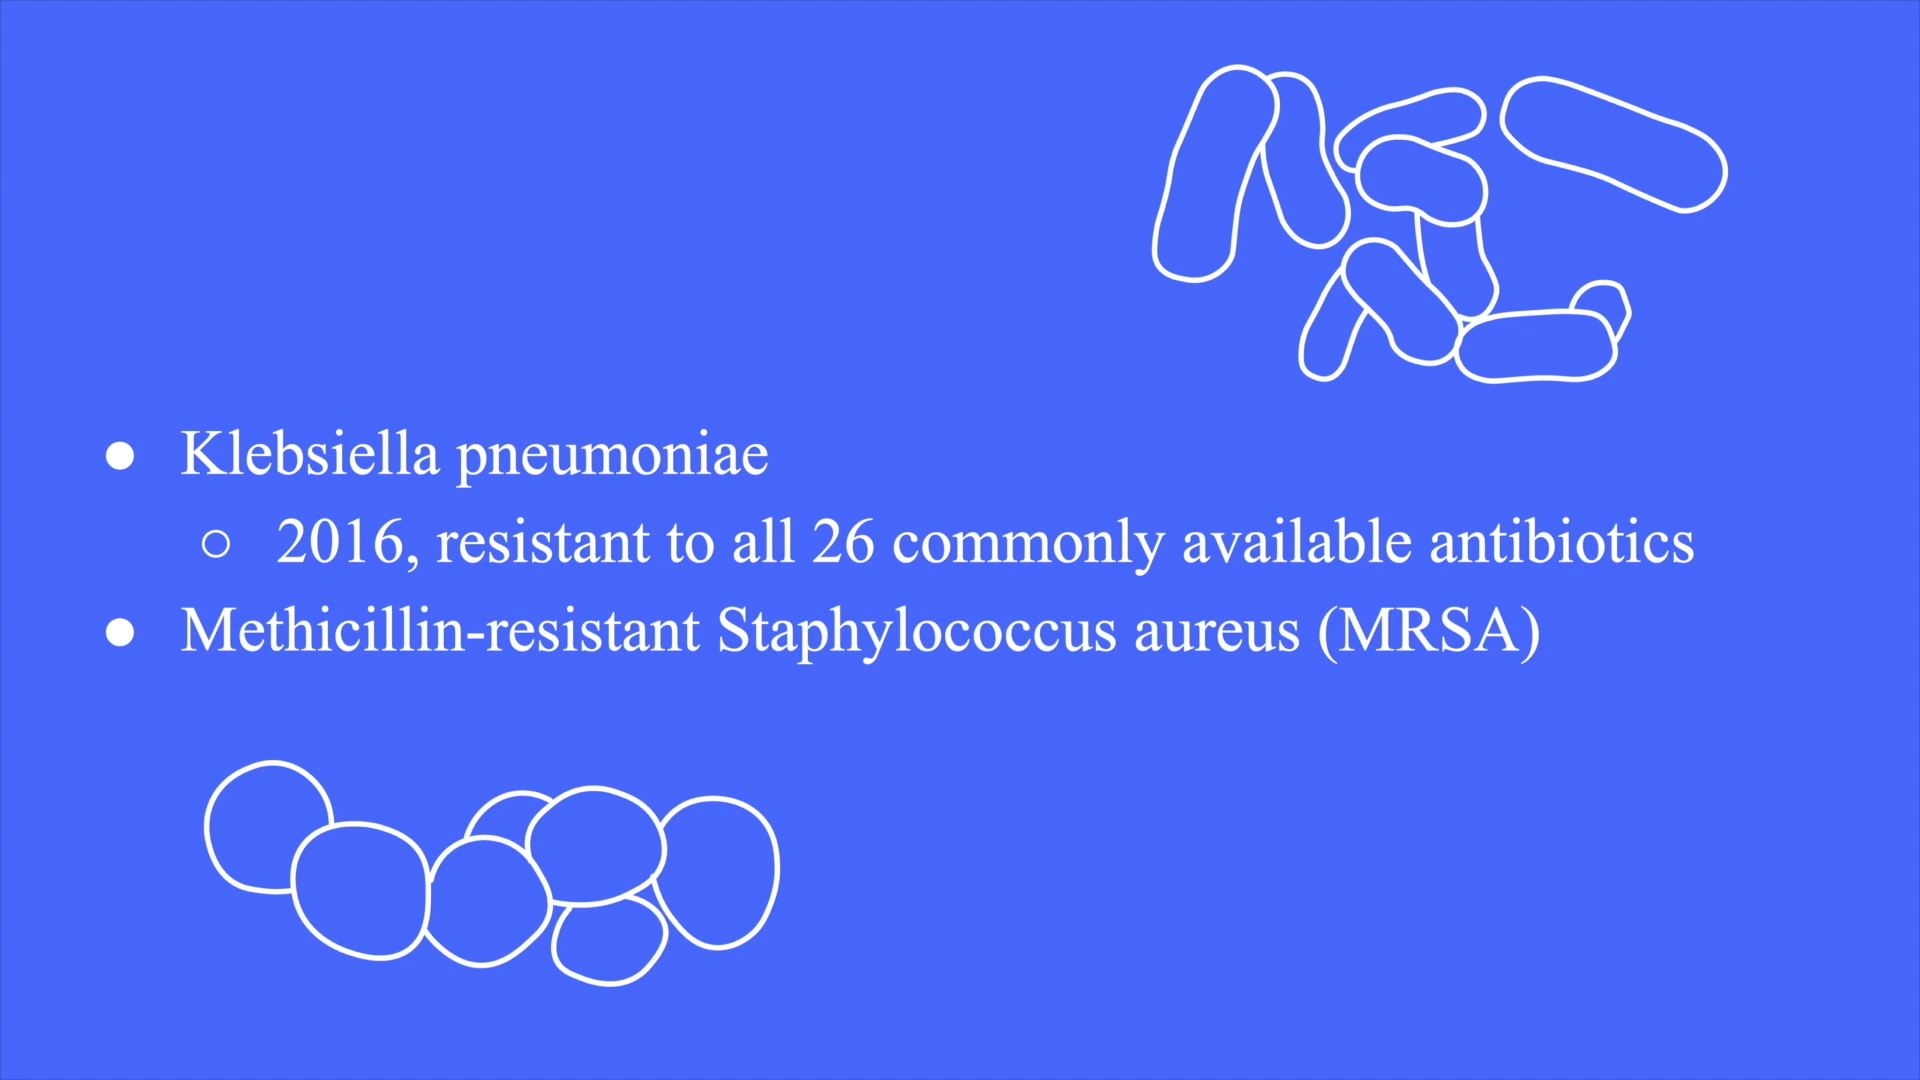 ● Klebsiella pneumoniae
○ 2016, resistant to all 26 commonly available antibiotics
● Methicillin-resistant Staphylococcus aureus (MRSA)